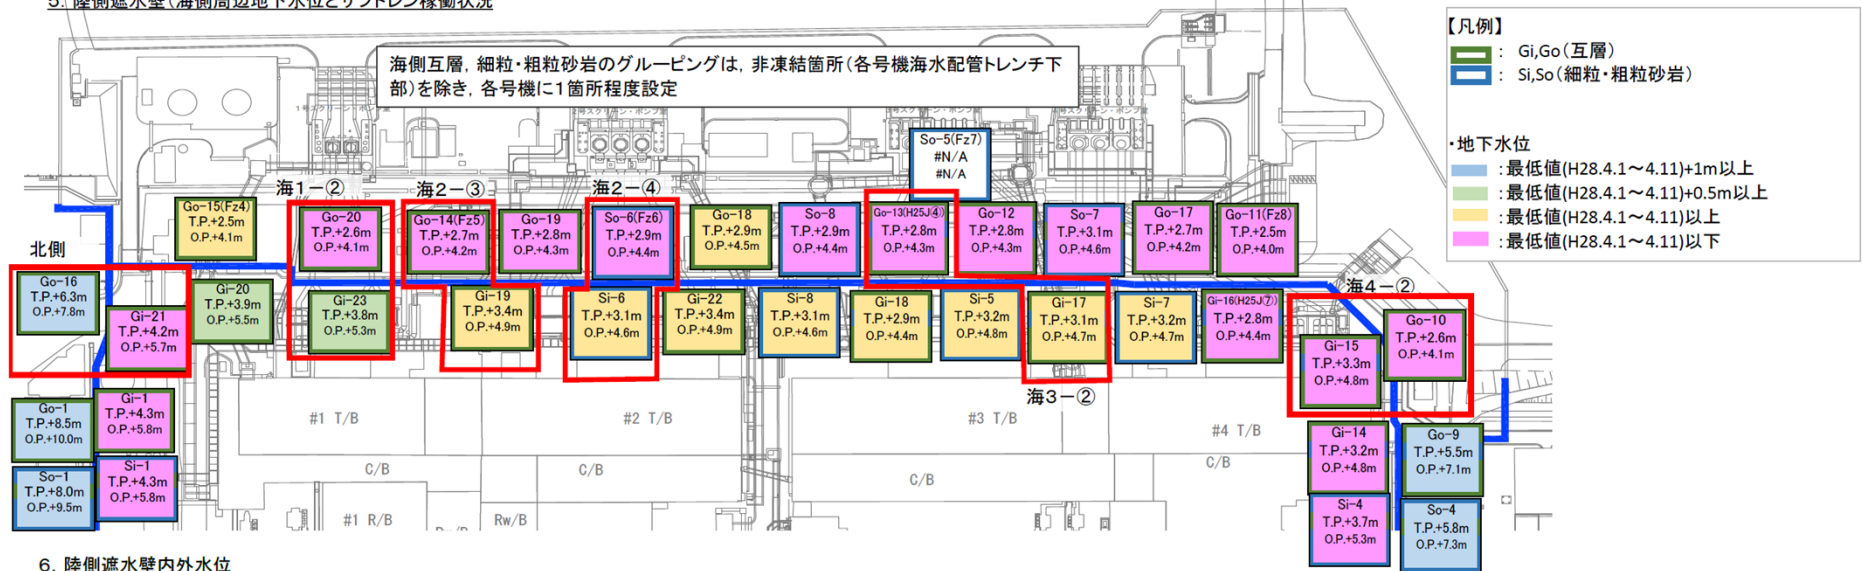 5. 陸側遮水壁(海側周辺地下水位とサブドレン稼働状況
海側互層，細粒・粗粒砂岩のグルーピングは，非凍結箇所(各号機海水配管トレンチ下
部)を除き，各号機に１箇所程度設定
【凡例】
： Gi,Go(互層)
： Si,So(細粒・粗粒砂岩)
・地下水位
：最低値(H28.4.1～4.11)+1m以上
：最低値(H28.4.1～4.11)+0.5m以上
：最低値(H28.4.1～4.11)以上
：最低値(H28.4.1～4.11)以下
So-5(Fz7)
#N/A
#N/A
海1－②
海2－③
海2－④
北側
Go-15(Fz4)
T.P.+2.5m
O.P.+4.1m
Go-20
T.P.+2.6m
O.P.+4.1m
Go-14(Fz5)
T.P.+2.7m
O.P.+4.2m
Go-19
T.P.+2.8m
O.P.+4.3m
So-6(Fz6)
T.P.+2.9m
O.P.+4.4m
Go-18
T.P.+2.9m
O.P.+4.5m
So-8
T.P.+2.9m
O.P.+4.4m
Go-13(H25J④)
T.P.+2.8m
O.P.+4.3m
Go-12
T.P.+2.8m
O.P.+4.3m
So-7
T.P.+3.1m
O.P.+4.6m
Go-17
T.P.+2.7m
O.P.+4.2m
Go-11(Fz8)
T.P.+2.5m
O.P.+4.0m
Go-16
T.P.+6.3m
O.P.+7.8m
Gi-21
T.P.+4.2m
O.P.+5.7m
Gi-20
T.P.+3.9m
O.P.+5.5m
Gi-23
T.P.+3.8m
O.P.+5.3m
Gi-19
T.P.+3.4m
O.P.+4.9m
Si-6
T.P.+3.1m
O.P.+4.6m
Gi-22
T.P.+3.4m
O.P.+4.9m
Si-8
T.P.+3.1m
O.P.+4.6m
Gi-18
T.P.+2.9m
O.P.+4.4m
Si-5
T.P.+3.2m
O.P.+4.8m
Gi-17
T.P.+3.1m
O.P.+4.7m
Si-7
T.P.+3.2m
O.P.+4.7m
Gi-16(H25J⑦)
T.P.+2.8m
O.P.+4.4m
海4－②
Gi-15
T.P.+3.3m
O.P.+4.8m
Go-10
T.P.+2.6m
O.P.+4.1m
海3－②
Go-1
T.P.+8.5m
O.P.+10.0m
Gi-1
T.P.+4.3m
O.P.+5.8m
So-1
T.P.+8.0m
O.P.+9.5m
Si-1
T.P.+4.3m
O.P.+5.8m
#1 T/B
#2 T/B
#3 T/B
#4 T/B
C/B
C/B
C/B
C/B
#1 R/B
Rw/B
Gi-14
T.P.+3.2m
O.P.+4.8m
Go-9
T.P.+5.5m
O.P.+7.1m
Si-4
T.P.+3.7m
O.P.+5.3m
So-4
T.P.+5.8m
O.P.+7.3m
6. 陸側遮水壁内外水位